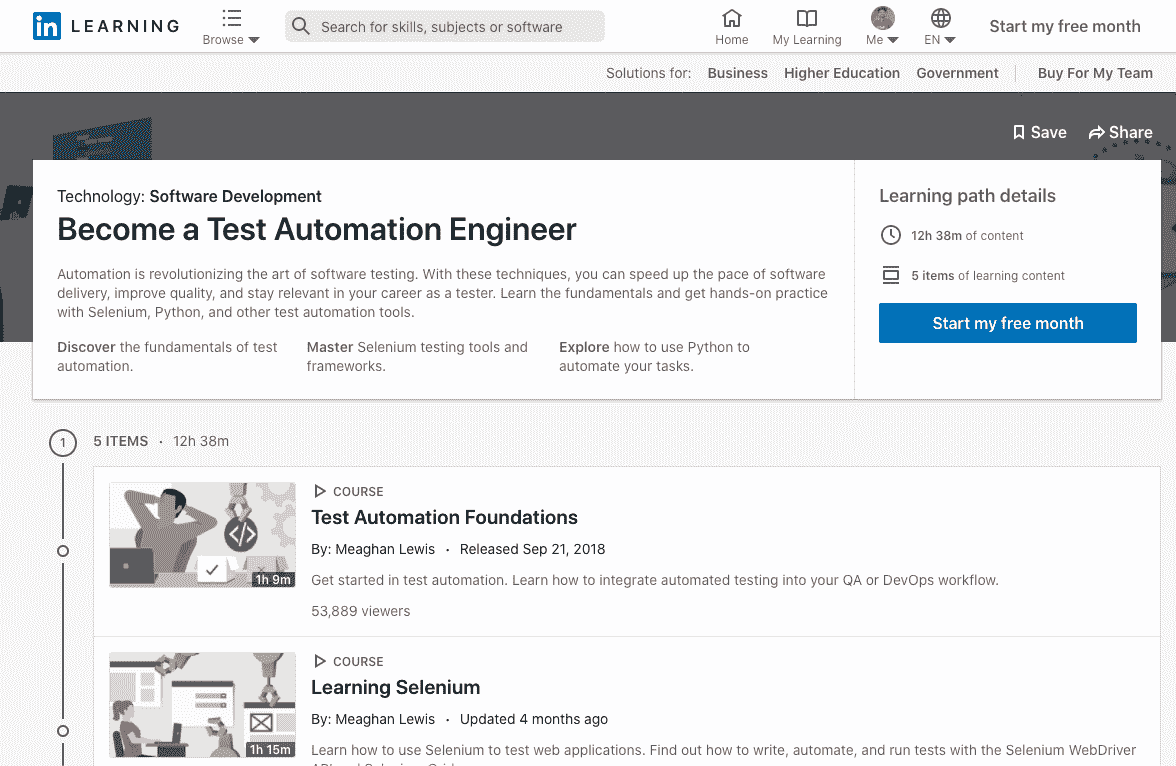 in LEARNING
Browse
Search for skills, subjects or software
Home
My Learning
Me
EN
Start my free month
Solutions for: Business Higher Education Government Buy For My Team
Save Share
Technology: Software Development
Become a Test Automation Engineer
Automation is revolutionizing the art of software testing. With these techniques, you can speed up the pace of software
delivery, improve quality, and stay relevant in your career as a tester. Learn the fundamentals and get hands-on practice
with Selenium, Python, and other test automation tools.
Discover the fundamentals of test
automation.
Master Selenium testing tools and
frameworks.
Explore how to use Python to
automate your tasks.
Learning path details
12h 38m of content
5 items of learning content
Start my free month
1 5 ITEMS · 12h 38m
1h 9m
COURSE
Test Automation Foundations
By: Meaghan Lewis · Released Sep 21, 2018
Get started in test automation. Learn how to integrate automated testing into your QA or DevOps workflow.
53,889 viewers
1h 15m
COURSE
Learning Selenium
By: Meaghan Lewis · Updated 4 months ago
Learn how to use Selenium to test web applications. Find out how to write, automate, and run tests with the Selenium WebDriver